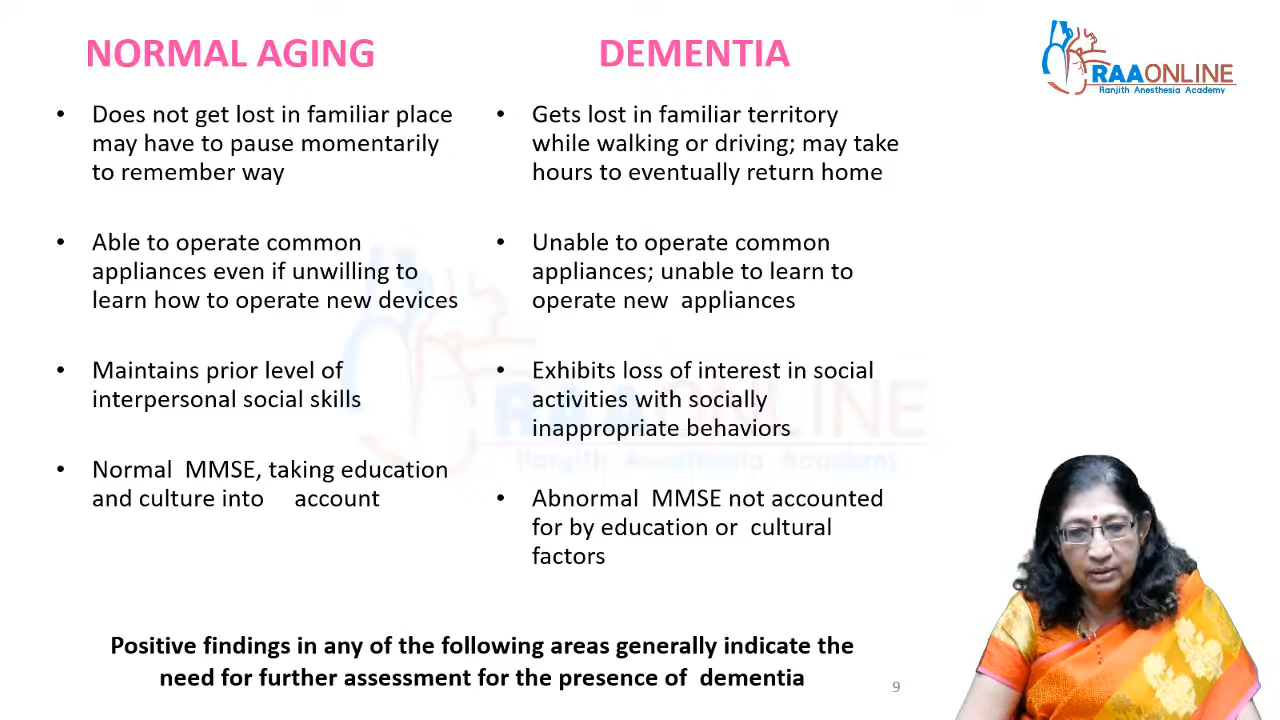 NORMAL AGING
• Does not get lost in familiar place
may have to pause momentarily
to remember way
• Able to operate common
appliances even if unwilling to
learn how to operate new devices
• Maintains prior level of
interpersonal social skills
• Normal MMSE, taking education
and culture into account
DEMENTIA
• Gets lost in familiar territory
while walking or driving; may take
hours to eventually return home
• Unable to operate common
appliances; unable to learn to
operate new appliances
• Exhibits loss of interest in social
activities with socially
inappropriate behaviors
• Abnormal MMSE not accounted
for by education or cultural
factors
Positive findings in any of the following areas generally indicate the
need for further assessment for the presence of dementia
9
RAAONLINE
Ranjith Anesthesia Academy
RAAONLINE
Ranjith Anesthesia Academy